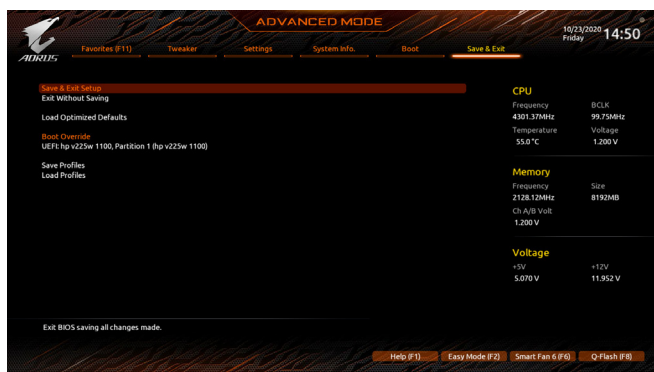 ADVANCED MODE
10/23/2020 14:50
Friday
AORUS
Favorites (F11) Tweaker Settings System Info. Boot Save & Exit
Save & Exit Setup
Exit Without Saving
Load Optimized Defaults
Boot Override
UEFI: hp v225w 1100, Partition 1 (hp v225w 1100)
Save Profiles
Load Profiles
CPU
Frequency BCLK
4301.37MHz 99.75MHz
Temperature Voltage
55.0 °C 1.200 V
Memory
Frequency Size
2128.12MHz 8192MB
Ch A/B Volt
1.200 V
Voltage
+5V +12V
5.070 V 11.952 V
Exit BIOS saving all changes made.
Help (F1) Easy Mode (F2) Smart Fan 6 (F6) Q-Flash (F8)